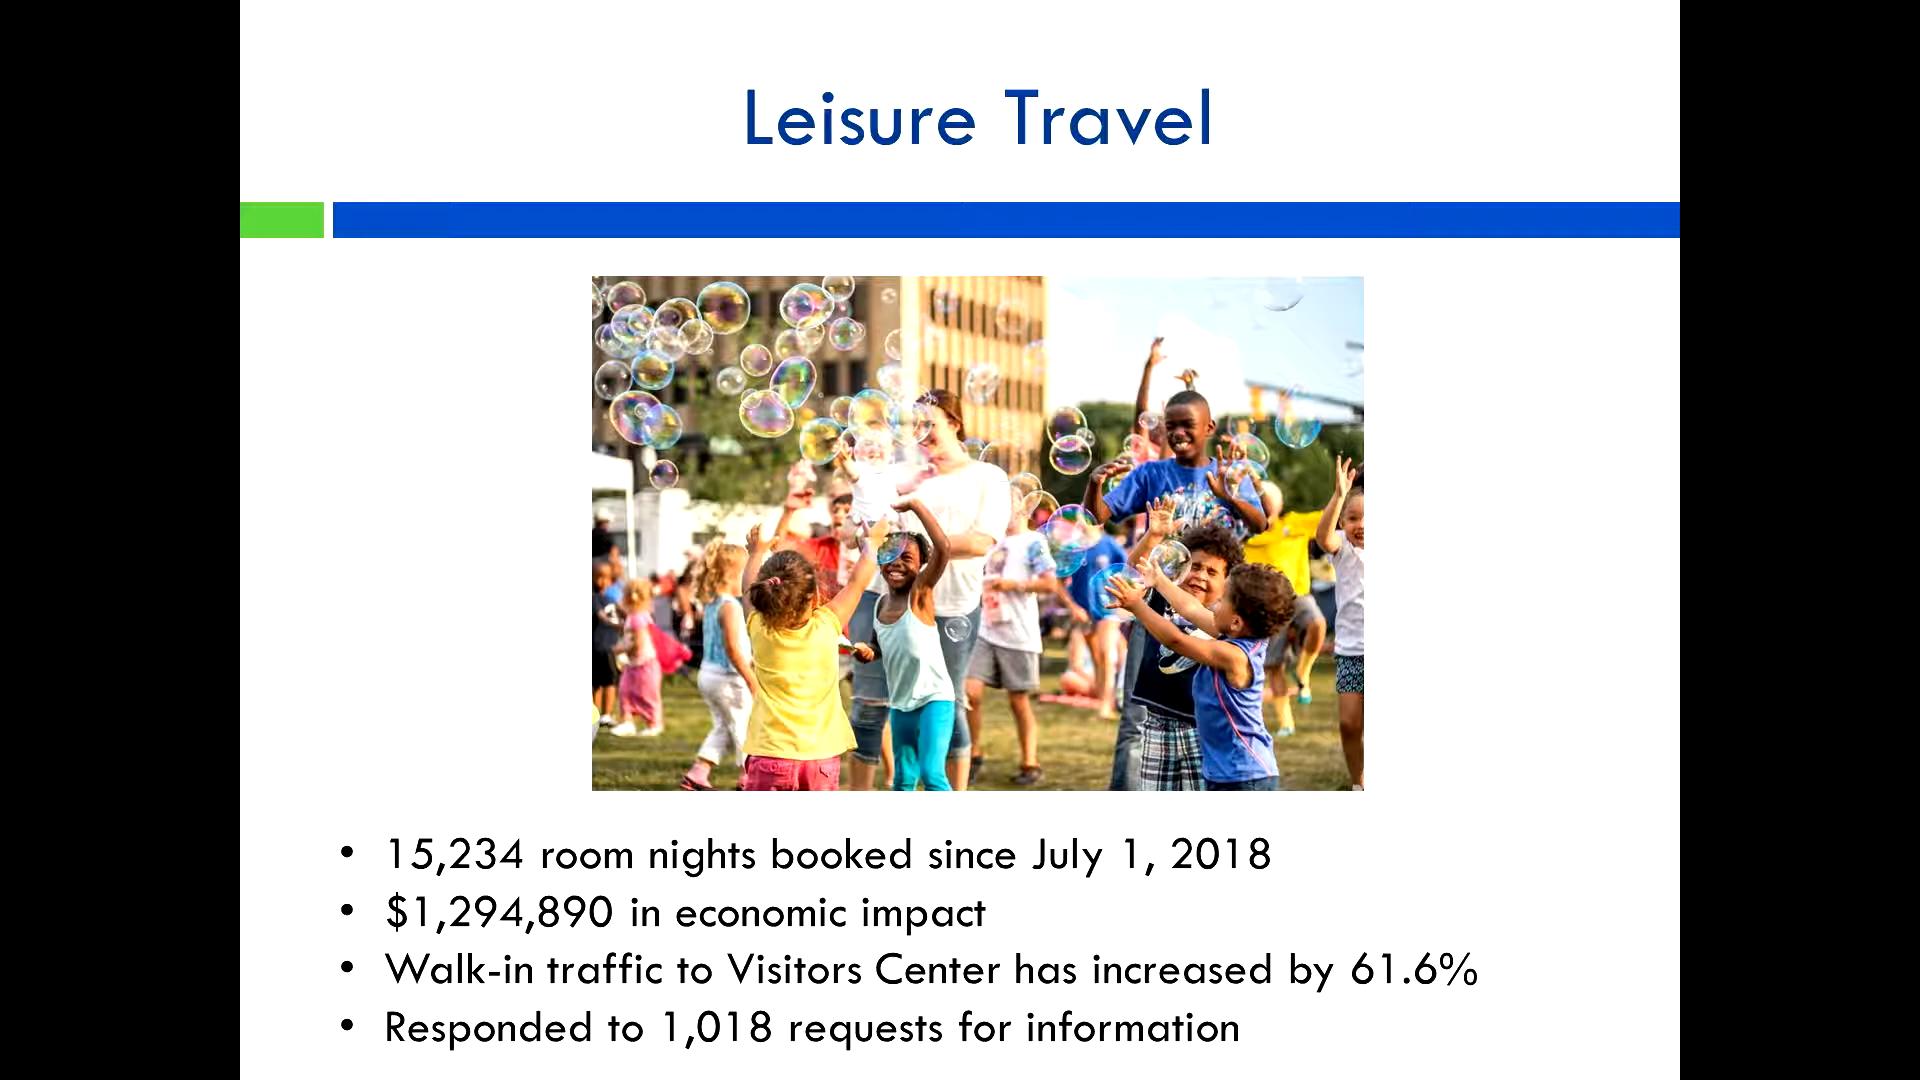 Leisure Travel
• 15,234 room nights booked since July 1, 2018
• $1,294,890 in economic impact
• Walk-in traffic to Visitors Center has increased by 61.6%
• Responded to 1,018 requests for information